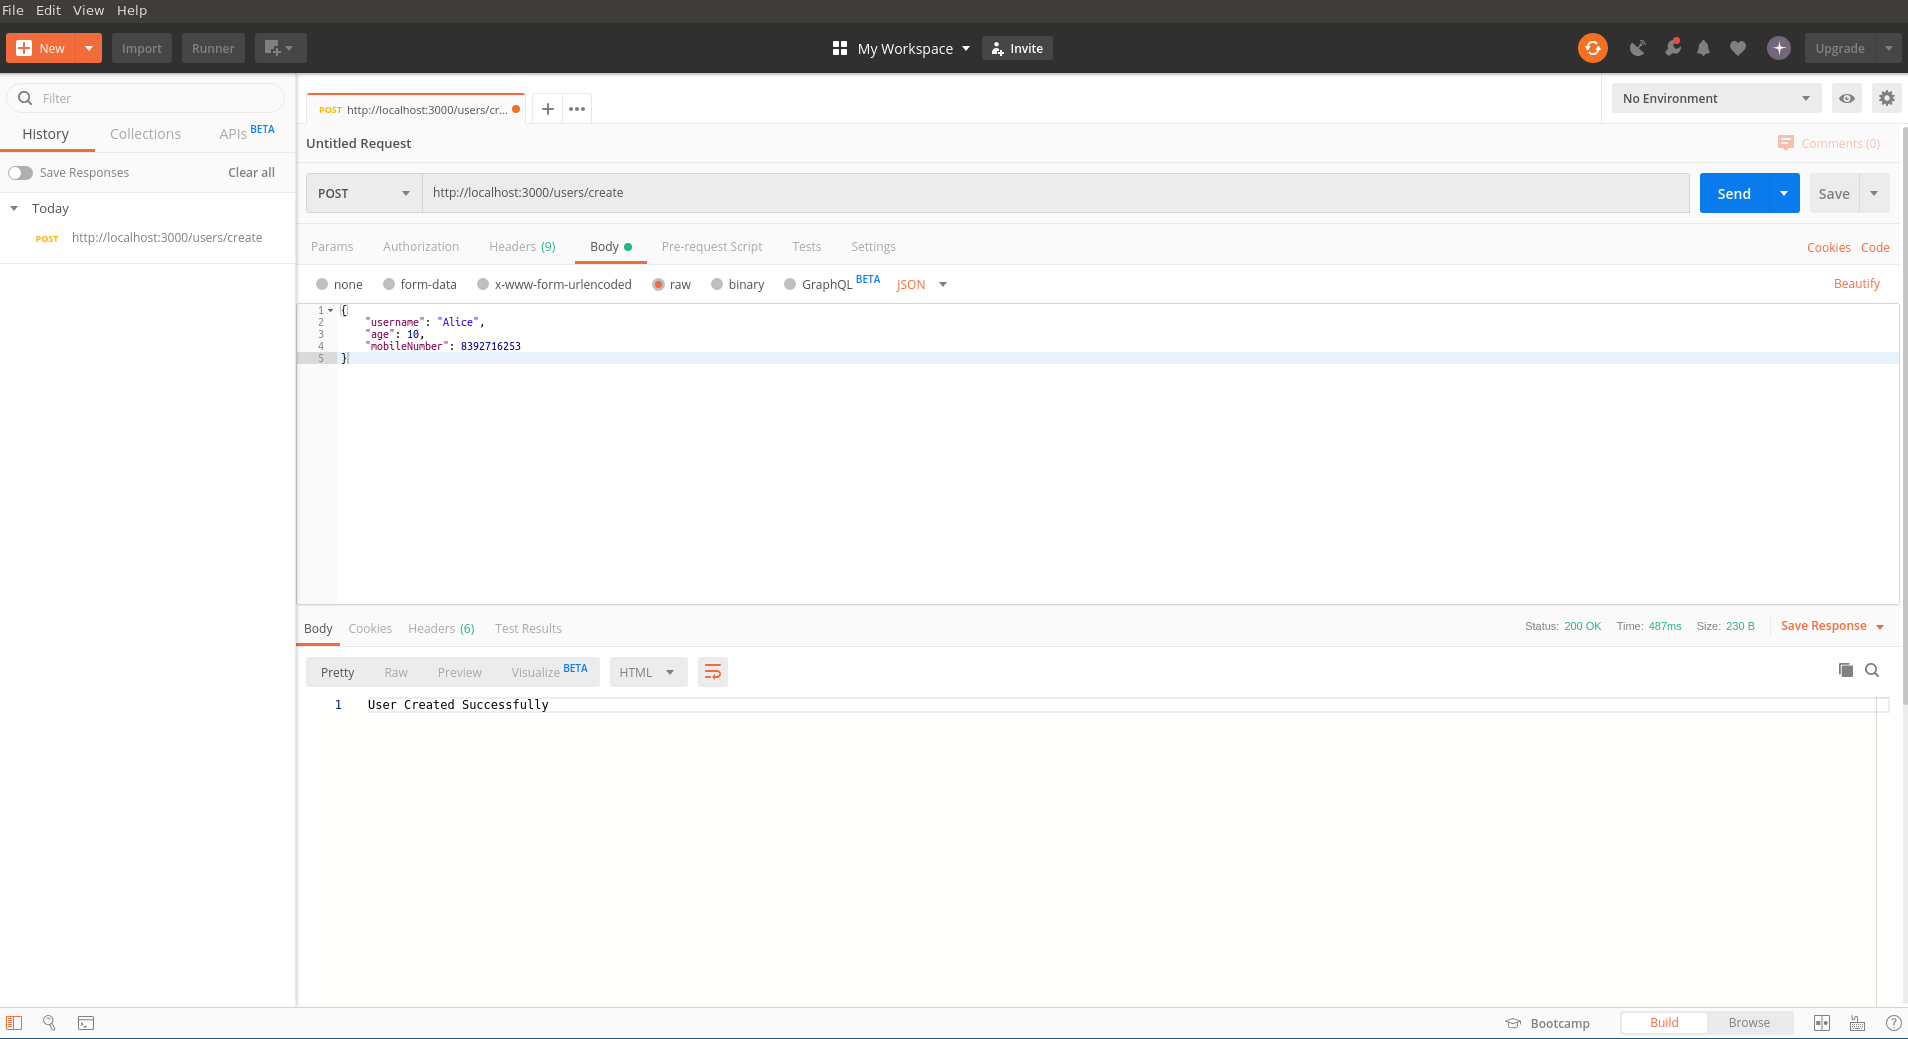 File Edit View Help
New Import Runner My Workspace Invite Upgrade
Filter
History Collections APIs BETA
Save Responses Clear all
Today
POST http://localhost:3000/users/create
POST http://localhost:3000/users/cr... No Environment
Untitled Request Comments (0)
POST http://localhost:3000/users/create Send Save
Params Authorization Headers (9) Body Pre-request Script Tests Settings Cookies Code
none form-data x-www-form-urlencoded raw binary GraphQL BETA JSON Beautify
1 {
2 "username": "Alice",
3 "age": 10,
4 "mobileNumber": 8392716253
5 }
Body Cookies Headers (6) Test Results Status: 200 OK Time: 487ms Size: 230 B Save Response
Pretty Raw Preview Visualize BETA HTML
1 User Created Successfully
Bootcamp Build Browse